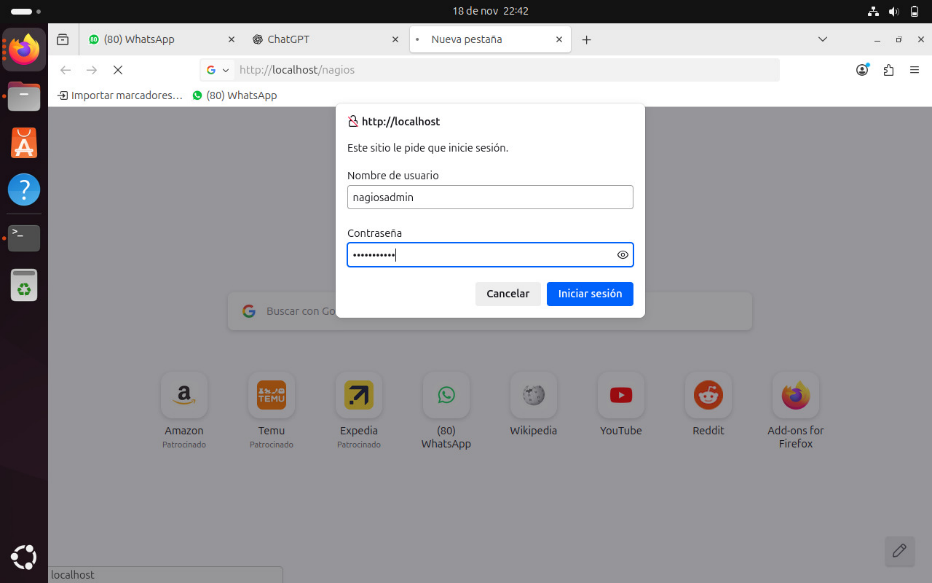 18 de nov 22:42
(80) WhatsApp
ChatGPT
Nueva pestaña
http://localhost/nagios
Importar marcadores…
(80) WhatsApp
http://localhost
Este sitio le pide que inicie sesión.
Nombre de usuario
nagiosadmin
Contraseña
•••••••••••
Cancelar
Iniciar sesión
Buscar con Go
a
TEMU
Amazon
Patrocinado
Temu
Patrocinado
Expedia
Patrocinado
(80)
WhatsApp
Wikipedia
YouTube
Reddit
Add-ons for
Firefox
localhost